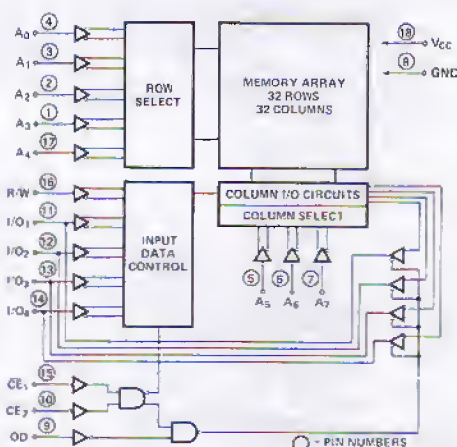 ④ A₀
③ A₁
② A₂
① A₃
⑰ A₄
ROW
SELECT
MEMORY ARRAY
32 ROWS
32 COLUMNS
⑱ VCC
⑧ GND
⑯ R/W
⑪ I/O₁
⑫ I/O₂
⑬ I/O₃
⑭ I/O₄
INPUT
DATA
CONTROL
COLUMN I/O CIRCUITS
COLUMN SELECT
⑤ ⑥ ⑦
A₅ A₆ A₇
⑮ CE₁
⑩ CE₂
⑨ OD
◯ - PIN NUMBERS